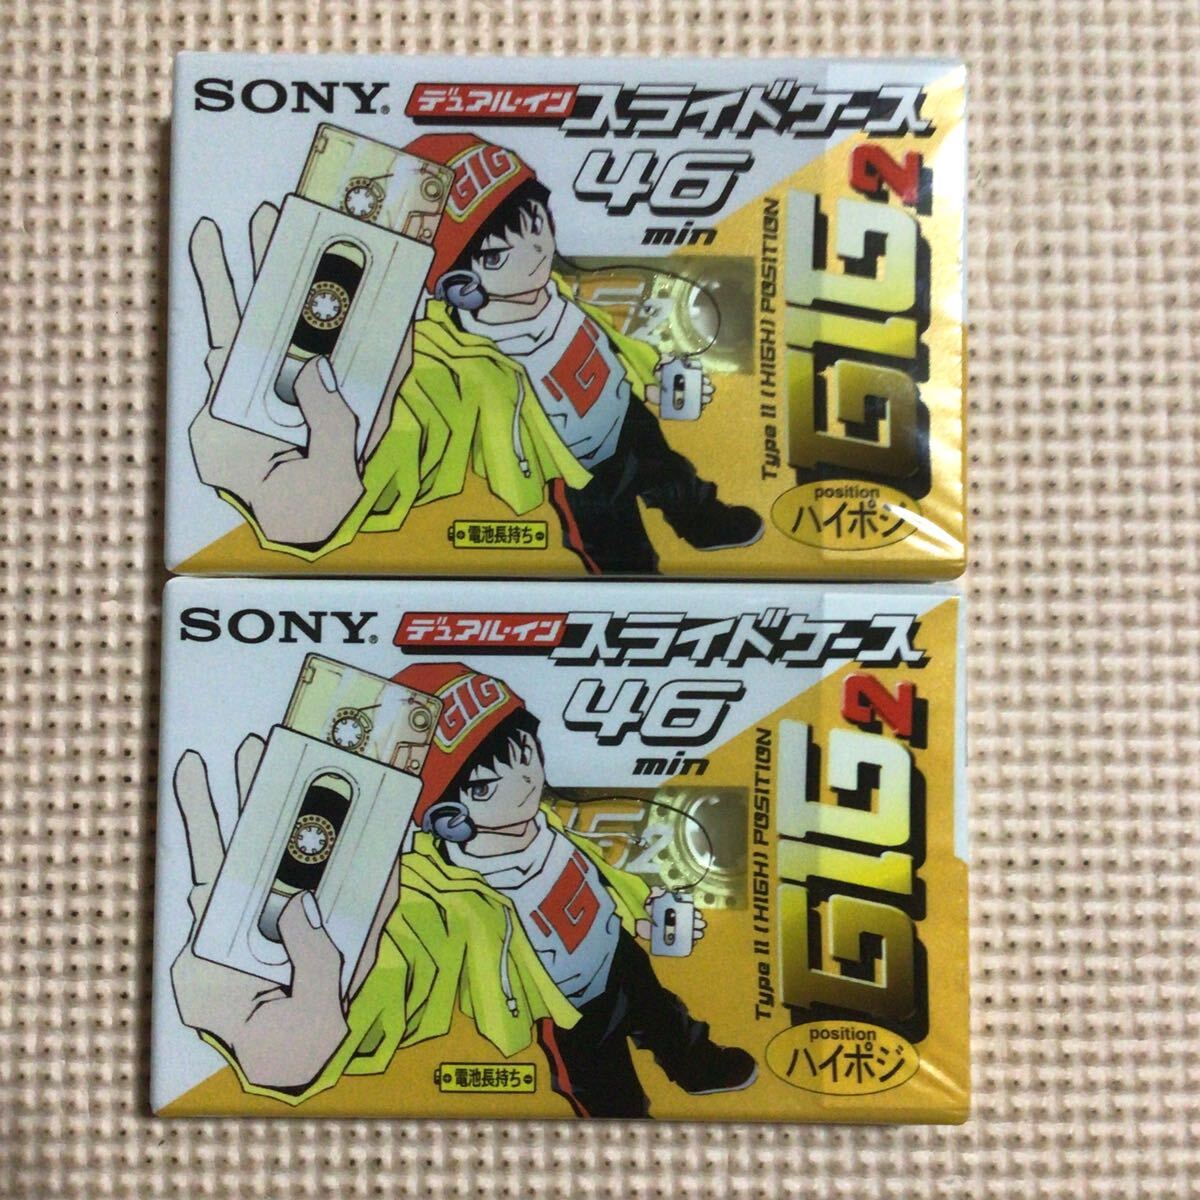 SONY®
デュアル・イン
スライドケース
46
min
GIG2
Type II (HIGH) POSITION
GIG
"G"
position
ハイポジ
電池長持ち
SONY®
デュアル・イン
スライドケース
46
min
GIG2
Type II (HIGH) POSITION
GIG
"G"
position
ハイポジ
電池長持ち